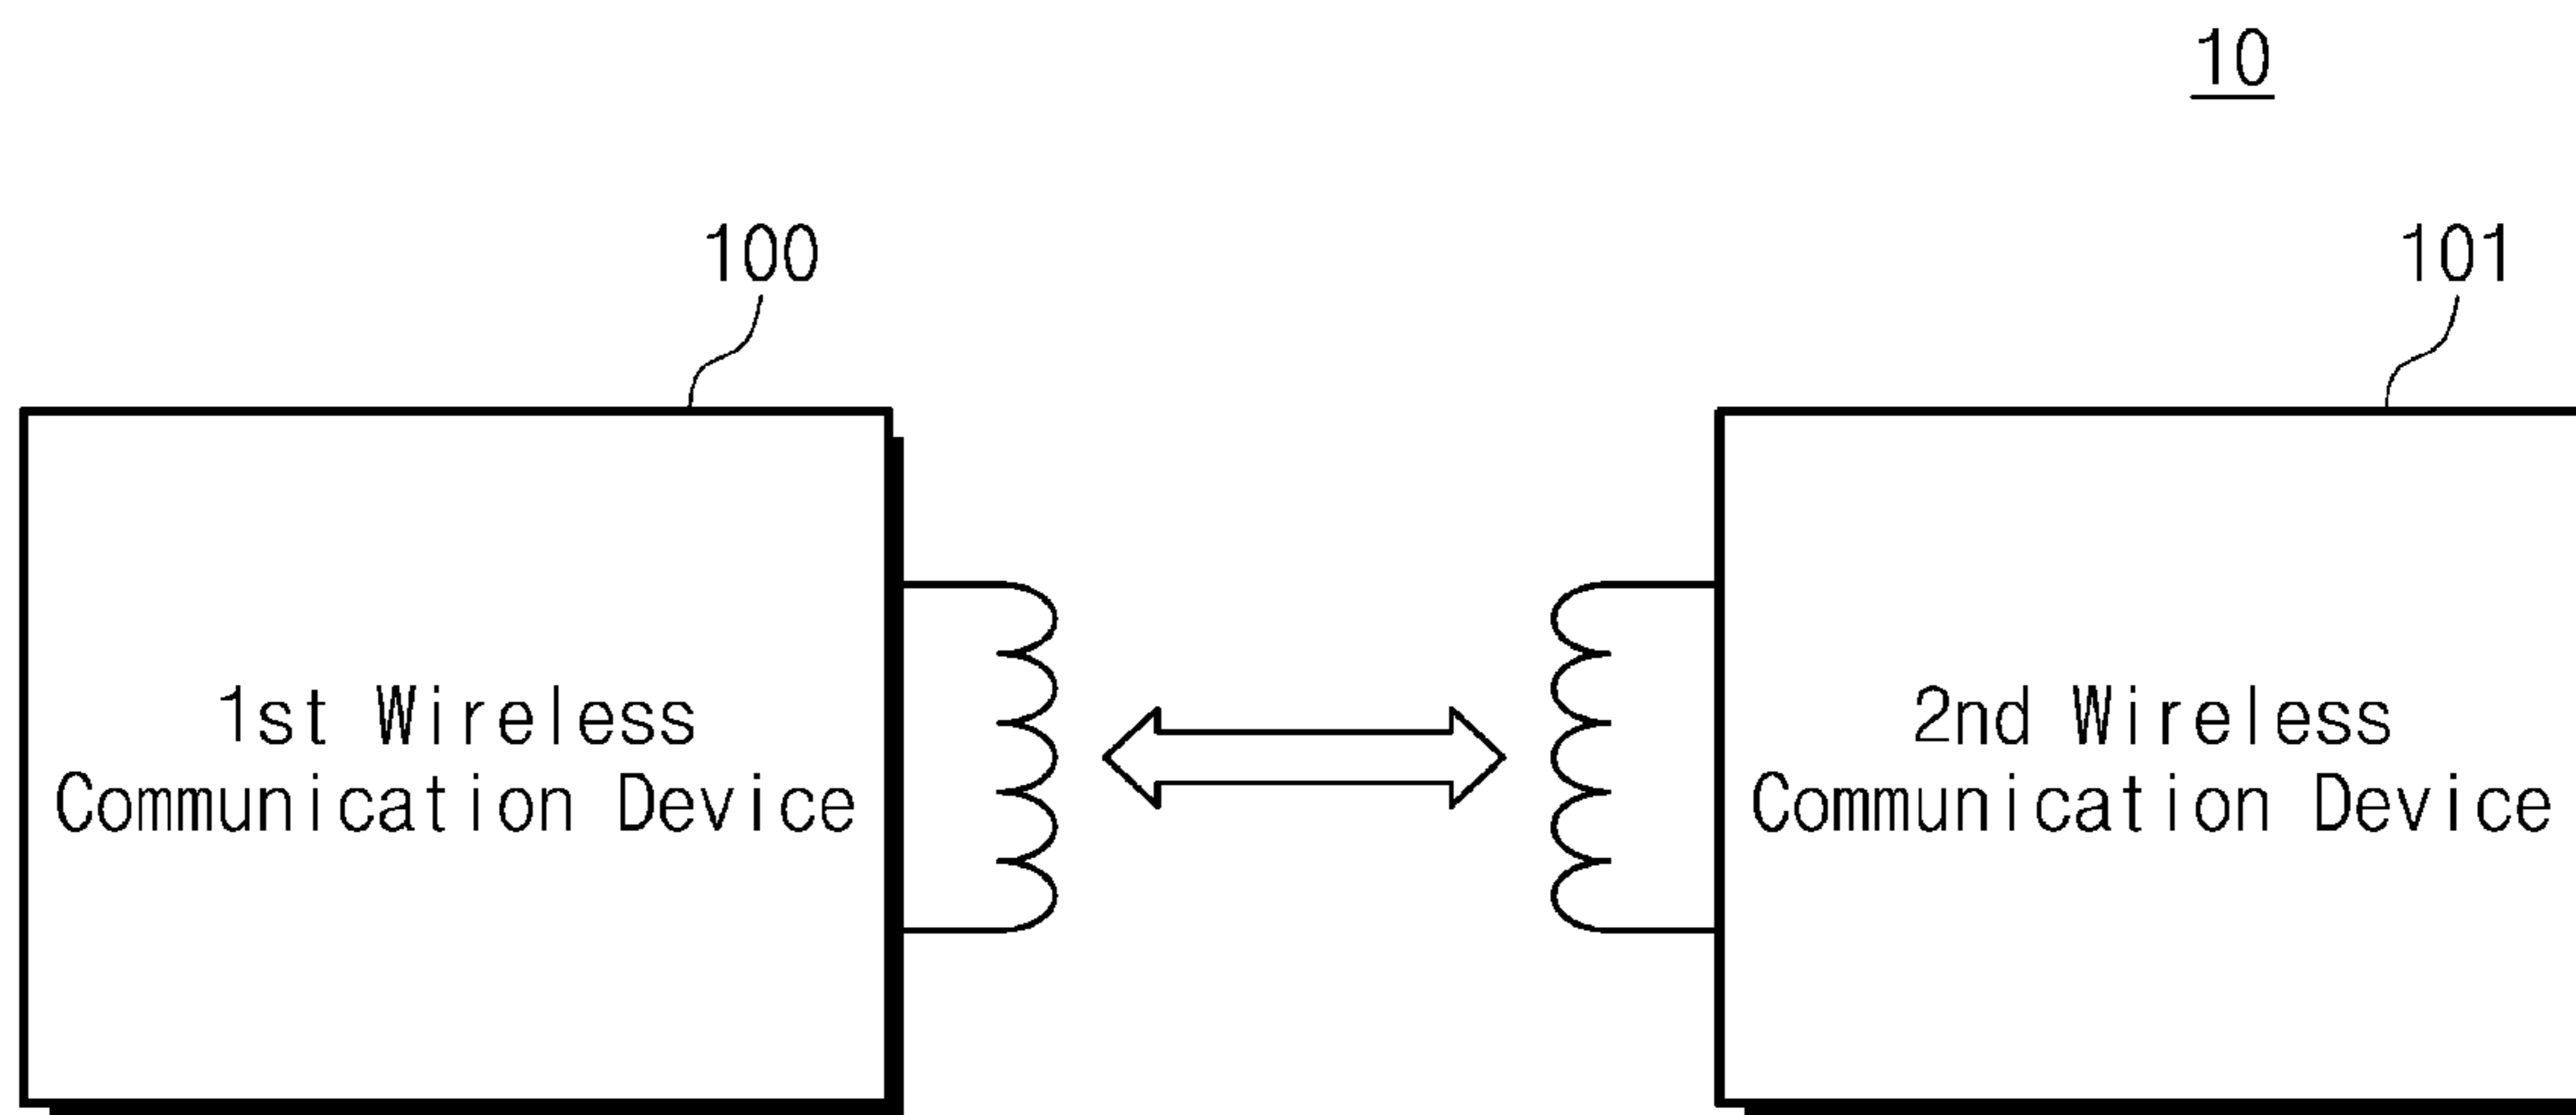 10
100
101
1st Wireless
Communication Device
2nd Wireless
Communication Device